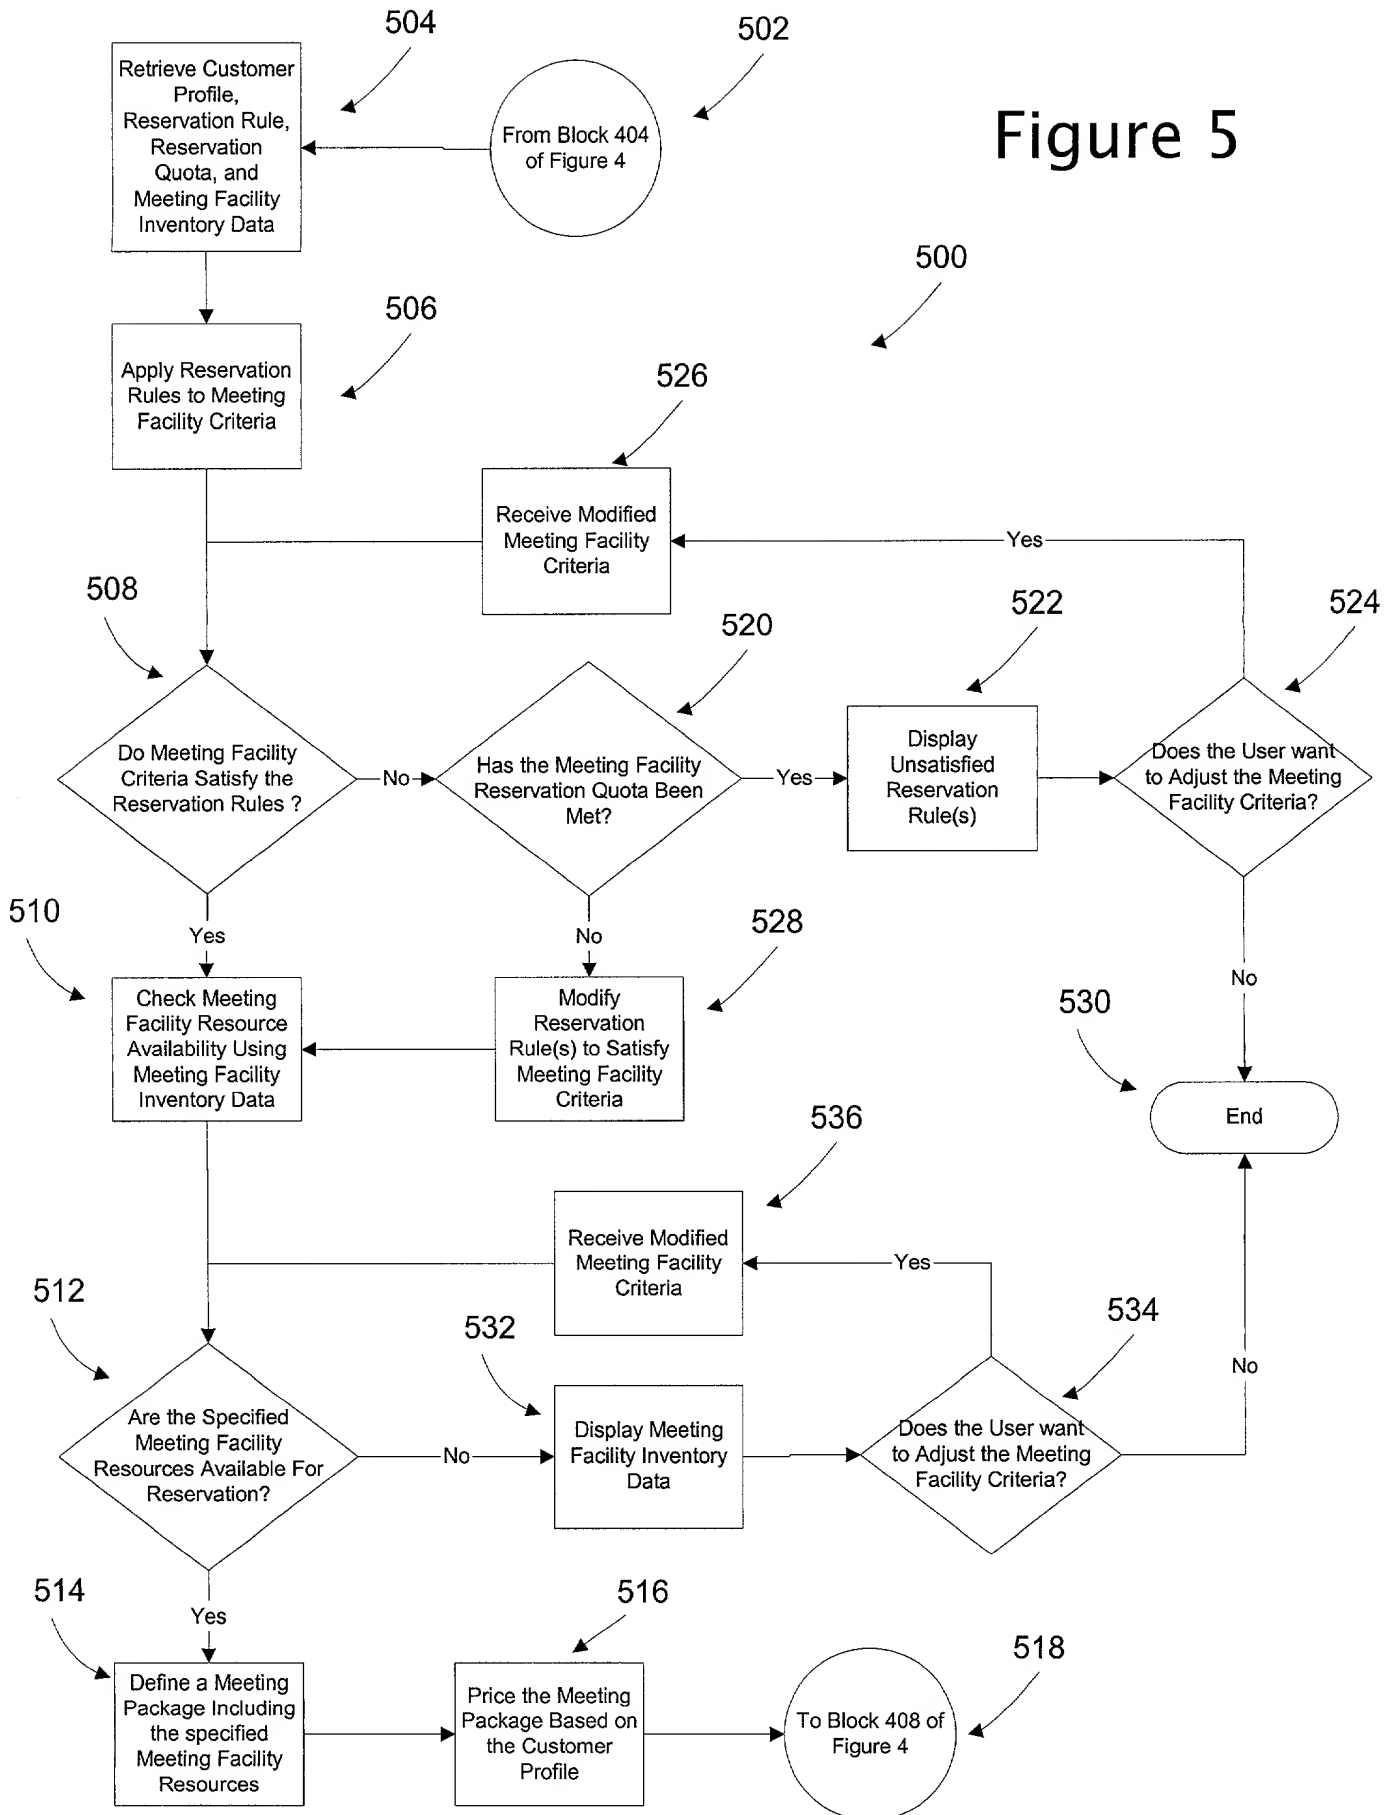 504
502
Retrieve Customer
Profile,
Reservation Rule,
Reservation
Quota, and
Meeting Facility
Inventory Data
From Block 404
of Figure 4
Figure 5
500
506
Apply Reservation
Rules to Meeting
Facility Criteria
526
Receive Modified
Meeting Facility
Criteria
Yes
508
520
522
524
Do Meeting Facility
Criteria Satisfy the
Reservation Rules ?
No
Has the Meeting Facility
Reservation Quota Been
Met?
Yes
Display
Unsatisfied
Reservation
Rule(s)
Does the User want
to Adjust the Meeting
Facility Criteria?
510
Yes
No
528
No
Check Meeting
Facility Resource
Availability Using
Meeting Facility
Inventory Data
Modify
Reservation
Rule(s) to Satisfy
Meeting Facility
Criteria
530
End
536
Receive Modified
Meeting Facility
Criteria
Yes
512
532
534
No
Are the Specified
Meeting Facility
Resources Available For
Reservation?
No
Display Meeting
Facility Inventory
Data
Does the User want
to Adjust the Meeting
Facility Criteria?
514
Yes
516
518
Define a Meeting
Package Including
the specified
Meeting Facility
Resources
Price the Meeting
Package Based on
the Customer
Profile
To Block 408 of
Figure 4